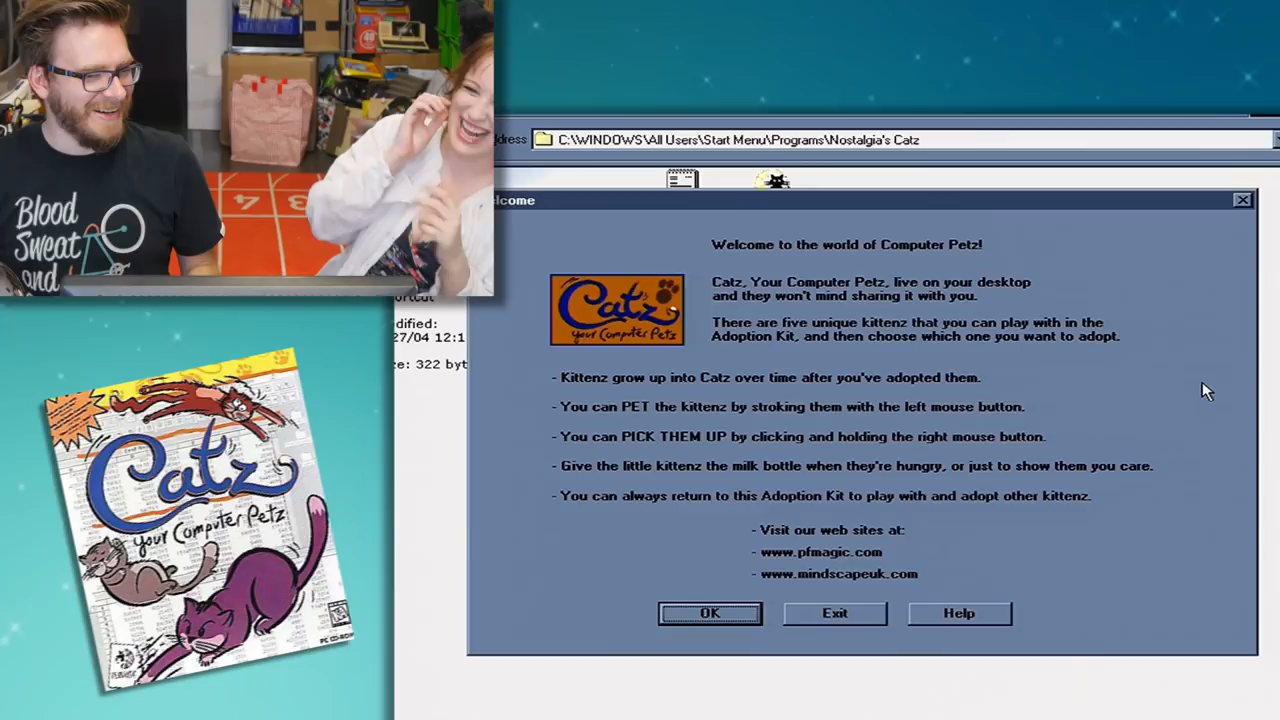 Blood
Sweat
and
4 3
dress C:\WINDOWS\All Users\Start Menu\Programs\Nostalgia's Catz
lcome
Welcome to the world of Computer Petz!
Catz, Your Computer Petz, live on your desktop
and they won't mind sharing it with you.
There are five unique kittenz that you can play with in the
Adoption Kit, and then choose which one you want to adopt.
Catz
your Computer Petz
- Kittenz grow up into Catz over time after you've adopted them.
- You can PET the kittenz by stroking them with the left mouse button.
- You can PICK THEM UP by clicking and holding the right mouse button.
- Give the little kittenz the milk bottle when they're hungry, or just to show them you care.
- You can always return to this Adoption Kit to play with and adopt other kittenz.
- Visit our web sites at:
- www.pfmagic.com
- www.mindscapeuk.com
OK Exit Help
ortcut
dified:
27/04 12:1
ze: 322 byt
Catz
your Computer Petz
PC CD-ROM